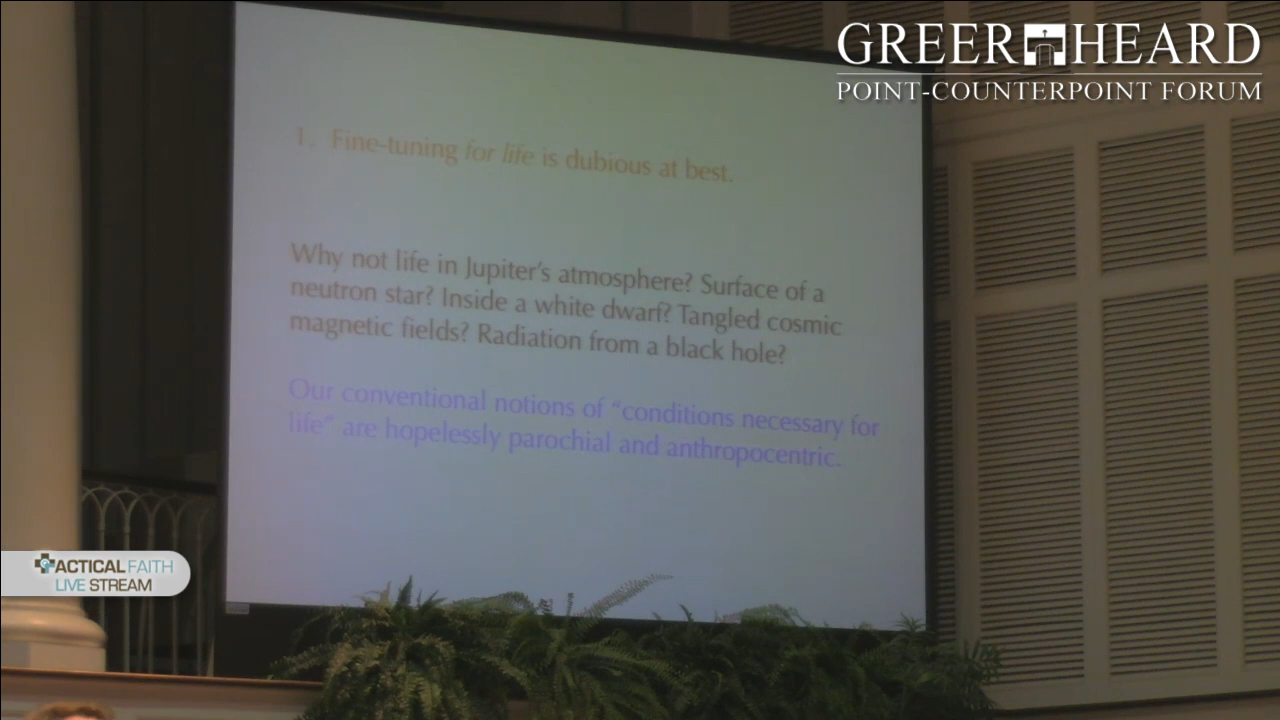 GREER HEARD
POINT-COUNTERPOINT FORUM
1. Fine-tuning for life is dubious at best.
Why not life in Jupiter's atmosphere? Surface of a
neutron star? Inside a white dwarf? Tangled cosmic
magnetic fields? Radiation from a black hole?
Our conventional notions of “conditions necessary for
life” are hopelessly parochial and anthropocentric.
TACTICAL FAITH
LIVE STREAM